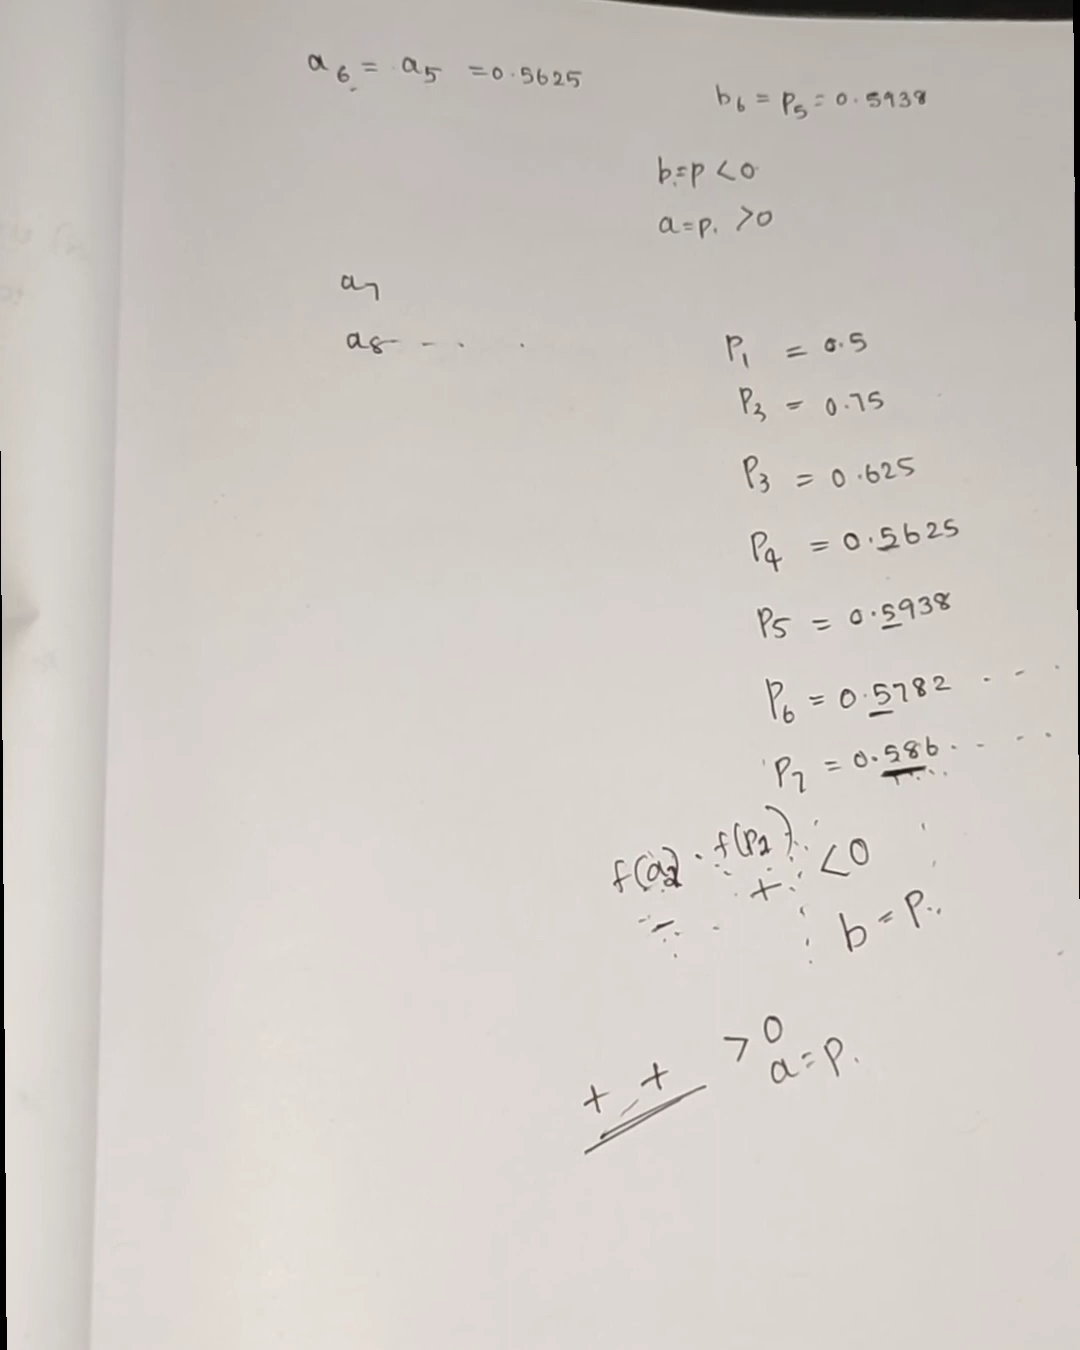 a6 = a5 = 0.5625
b6 = P5 = 0.5938
b=p <0
a=p. >0
a7
a8 - - . .
P1 = 0.5
P3 = 0.75
P3 = 0.625
P4 = 0.5625
P5 = 0.5938
P6 = 0.5782 - - .
P7 = 0.586 . - - .
f(a2) . f(P2) <0
- +
b = P.
+ + >0
a=P.